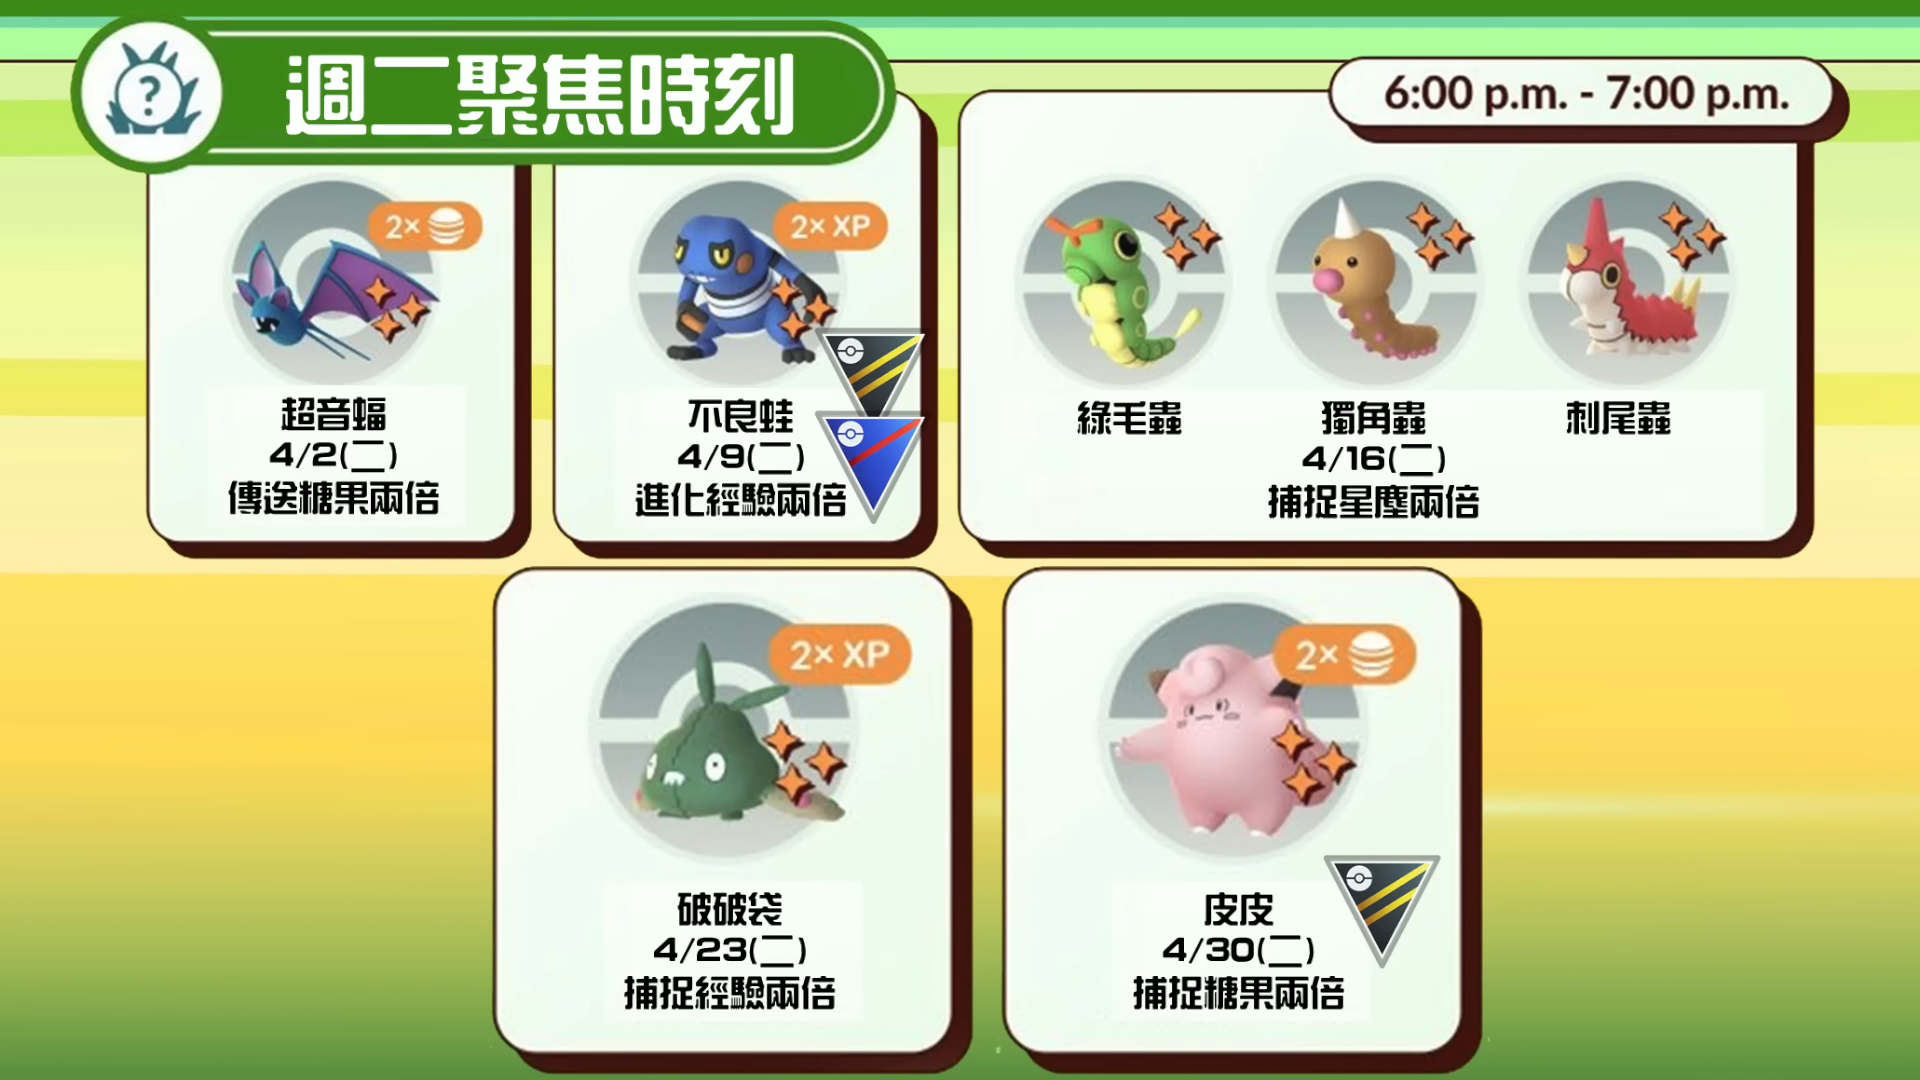 週二聚焦時刻
6:00 p.m. - 7:00 p.m.
2×
超音蝠
4/2(二)
傳送糖果兩倍
2× XP
不良蛙
4/9(二)
進化經驗兩倍
綠毛蟲
獨角蟲
刺尾蟲
4/16(二)
捕捉星塵兩倍
2× XP
破破袋
4/23(二)
捕捉經驗兩倍
2×
皮皮
4/30(二)
捕捉糖果兩倍